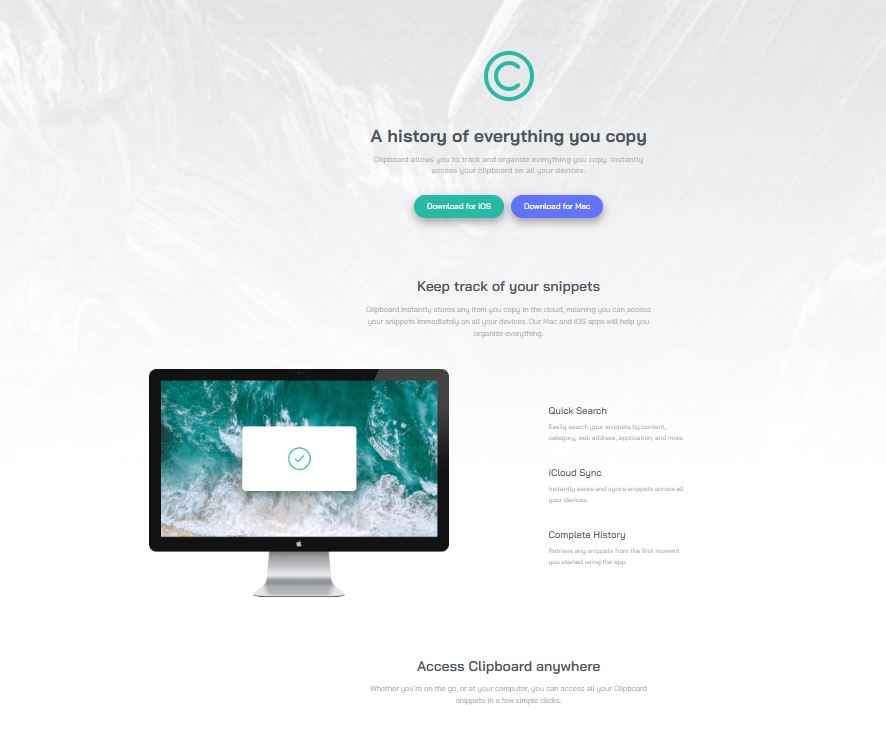 C
A history of everything you copy
Clipboard allows you to track and organize everything you copy. Instantly
access your clipboard on all your devices.
Download for iOS
Download for Mac
Keep track of your snippets
Clipboard instantly stores any item you copy in the cloud, meaning you can access
your snippets immediately on all your devices. Our Mac and iOS apps will help you
organize everything.
Quick Search
Easily search your snippets by content,
category, web address, application, and more.
iCloud Sync
Instantly saves and syncs snippets across all
your devices.
Complete History
Retrieve any snippets from the first moment
you started using the app.
Access Clipboard anywhere
Whether you're on the go, or at your computer, you can access all your Clipboard
snippets in a few simple clicks.